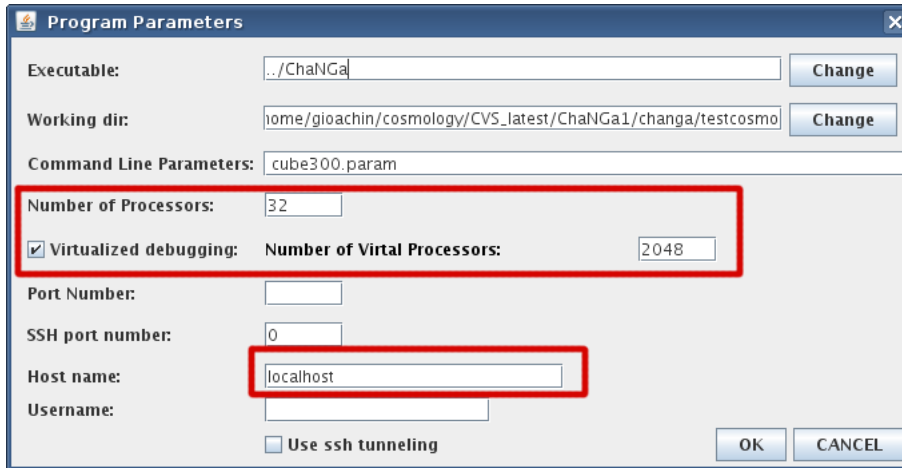 Program Parameters
Executable: ../ChaNGa Change
Working dir: home/gioachin/cosmology/CVS_latest/ChaNGa1/changa/testcosmo Change
Command Line Parameters: cube300.param
Number of Processors: 32
Virtualized debugging: Number of Virtal Processors: 2048
Port Number:
SSH port number: 0
Host name: localhost
Username:
Use ssh tunneling OK CANCEL